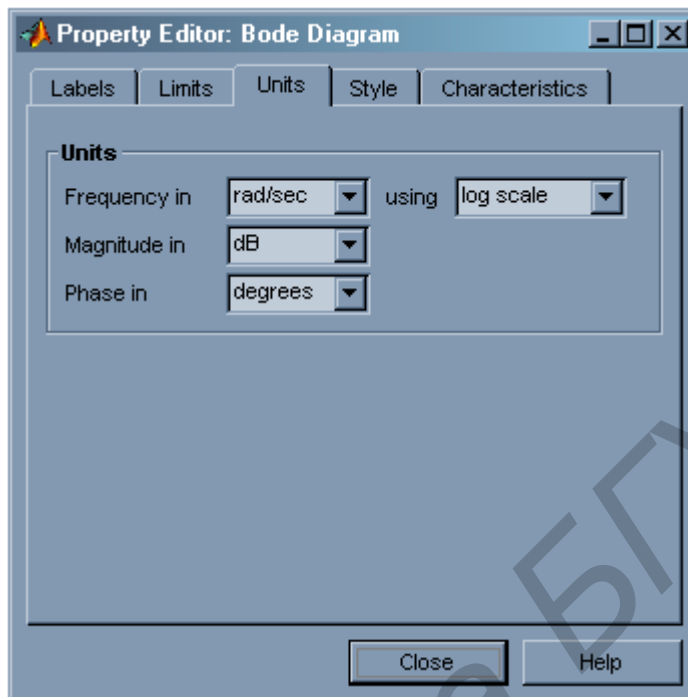 Property Editor: Bode Diagram
Labels Limits Units Style Characteristics
Units
Frequency in rad/sec using log scale
Magnitude in dB
Phase in degrees
Close Help